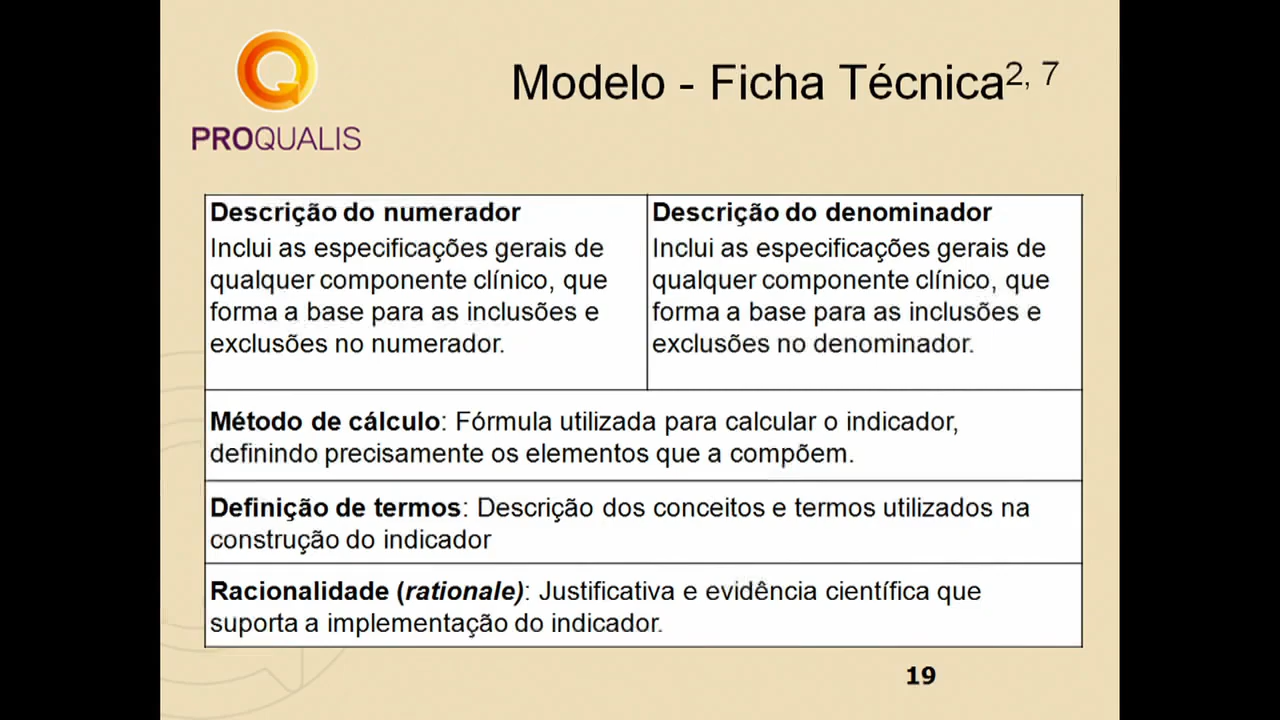 PROQUALIS
Modelo - Ficha Técnica2, 7
Descrição do numerador
Inclui as especificações gerais de
qualquer componente clínico, que
forma a base para as inclusões e
exclusões no numerador.
Descrição do denominador
Inclui as especificações gerais de
qualquer componente clínico, que
forma a base para as inclusões e
exclusões no denominador.
Método de cálculo: Fórmula utilizada para calcular o indicador,
definindo precisamente os elementos que a compõem.
Definição de termos: Descrição dos conceitos e termos utilizados na
construção do indicador
Racionalidade (rationale): Justificativa e evidência científica que
suporta a implementação do indicador.
19